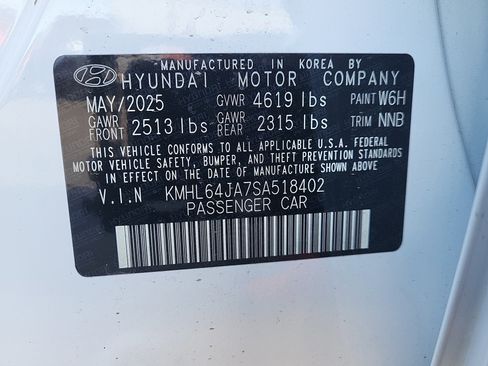 MANUFACTURED IN KOREA BY
HYUNDAI MOTOR COMPANY
MAY/2025 GVWR 4619 lbs PAINT W6H
GAWR FRONT 2513 lbs GAWR REAR 2315 lbs TRIM NNB
THIS VEHICLE CONFORMS TO ALL APPLICABLE U.S.A. FEDERAL
MOTOR VEHICLE SAFETY, BUMPER, AND THEFT PREVENTION STANDARDS
IN EFFECT ON THE DATE OF MANUFACTURE SHOWN ABOVE
V.I.N KMHL64JA7SA518402
PASSENGER CAR